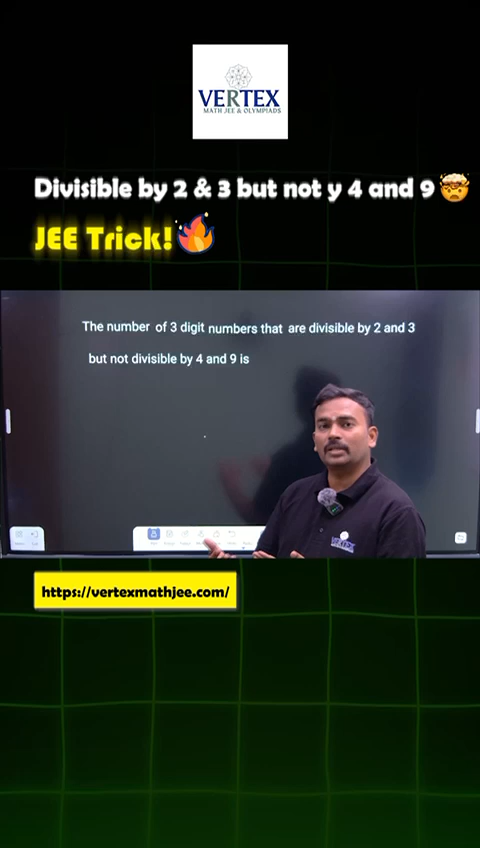 VERTEX
MATH JEE & OLYMPIADS
Divisible by 2 & 3 but not y 4 and 9
JEE Trick!
The number of 3 digit numbers that are divisible by 2 and 3
but not divisible by 4 and 9 is
VERTEX
https://vertexmathjee.com/